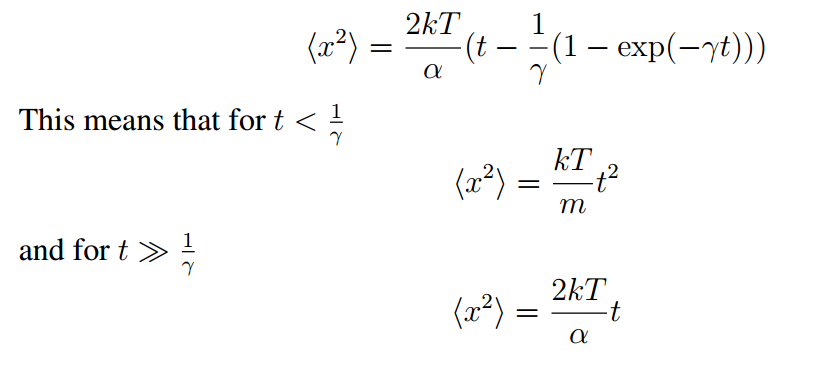 ⟨x²⟩ = 2kT/α (t − 1/γ (1 − exp(−γt)))
This means that for t < 1/γ
⟨x²⟩ = kT/m t²
and for t ≫ 1/γ
⟨x²⟩ = 2kT/α t